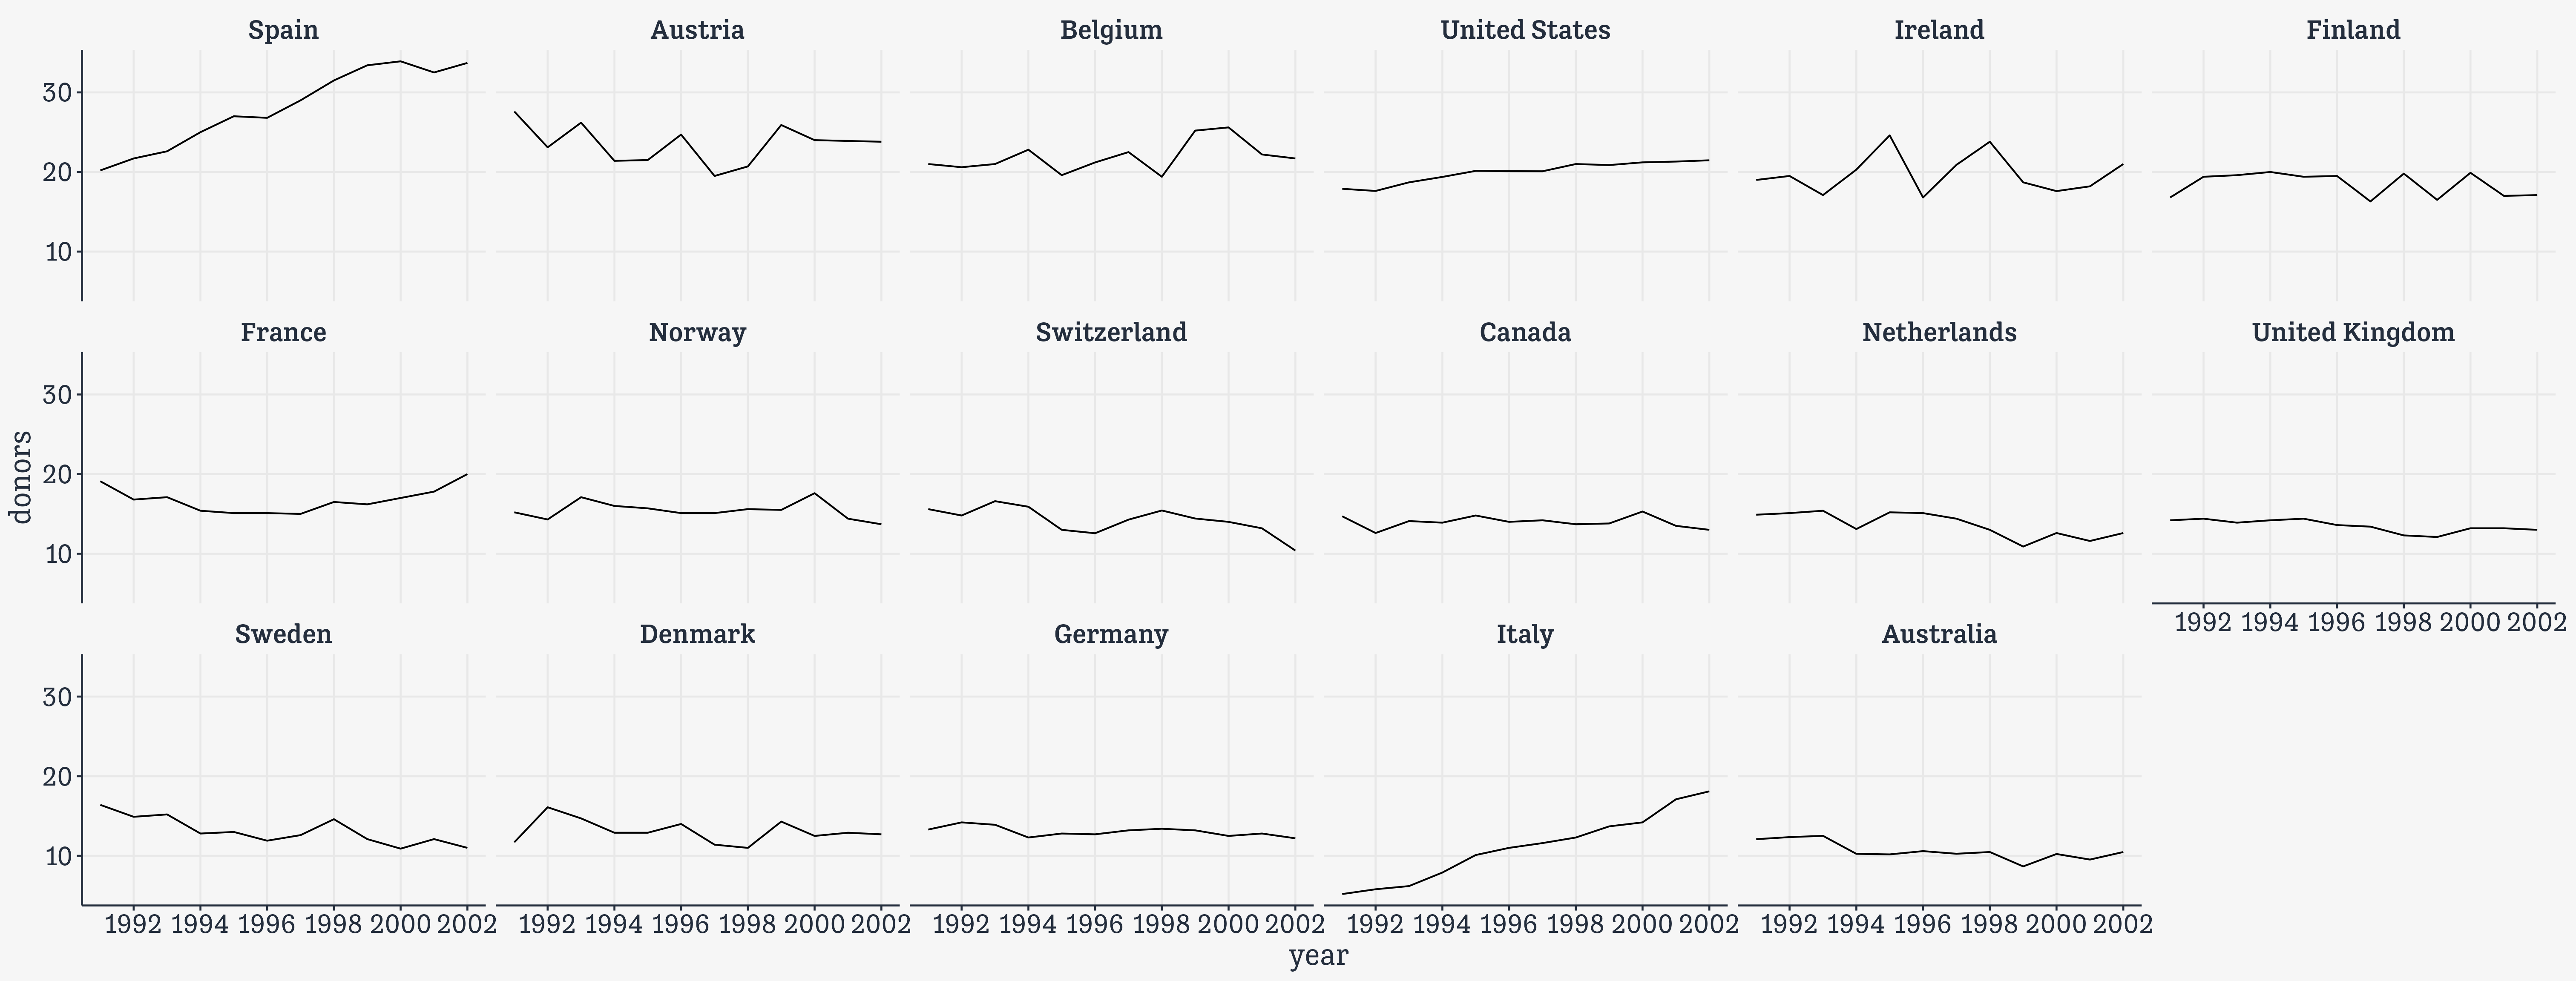 Spain Austria Belgium United States Ireland Finland
30
20
10
France Norway Switzerland Canada Netherlands United Kingdom
30
20
10
donors
1992 1994 1996 1998 2000 2002
Sweden Denmark Germany Italy Australia
30
20
10
1992 1994 1996 1998 2000 2002 1992 1994 1996 1998 2000 2002 1992 1994 1996 1998 2000 2002 1992 1994 1996 1998 2000 2002 1992 1994 1996 1998 2000 2002
year